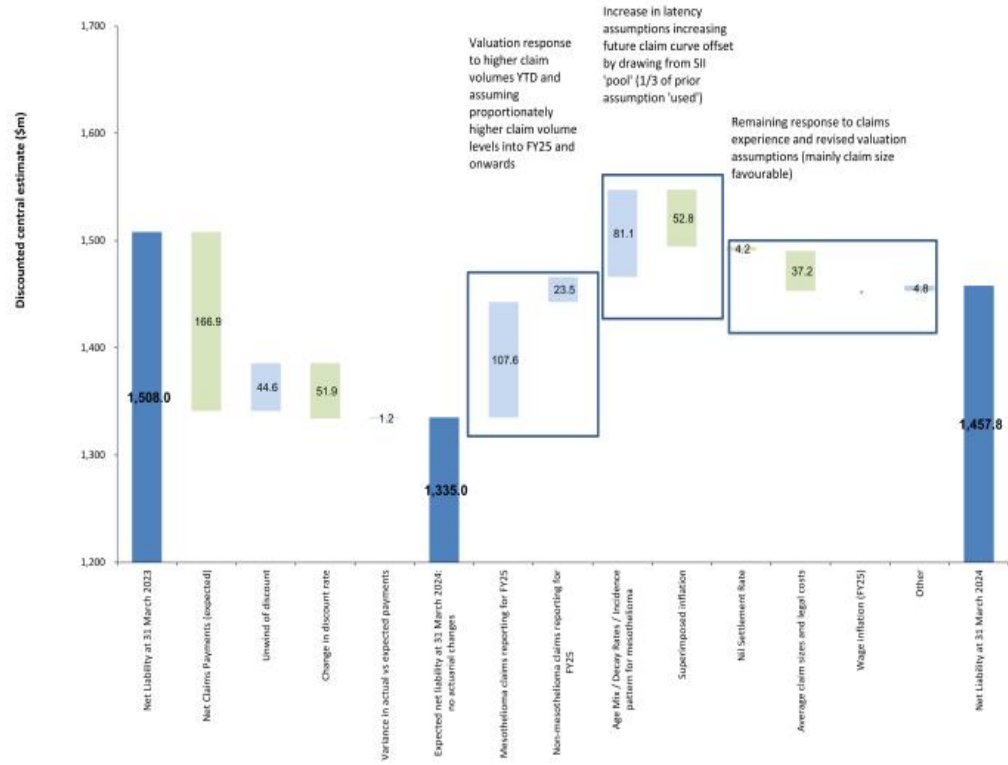 Discounted central estimate ($m)
1,700
1,600
1,500
1,400
1,300
1,200
Valuation response
to higher claim
volumes YTD and
assuming
proportionately
higher claim volume
levels into FY25 and
onwards
Increase in latency
assumptions increasing
future claim curve offset
by drawing from SII
'pool' (1/3 of prior
assumption 'used')
Remaining response to claims
experience and revised valuation
assumptions (mainly claim size
favourable)
1,508.0
166.9
44.6
51.9
1.2
1,335.0
107.6
23.5
81.1
52.8
4.2
37.2
4.8
1,457.8
Net Liability at 31 March 2023
Net Claims Payments (expected)
Unwind of discount
Change in discount rate
Variance in actual vs expected payments
Expected net liability at 31 March 2024:
no actuarial changes
Mesothelioma claims reporting for FY25
Non-mesothelioma claims reporting for
FY25
Age Mix / Decay Rates / Incidence
pattern for mesothelioma
Superimposed inflation
Nil Settlement Rate
Average claim sizes and legal costs
Wage inflation (FY25)
Other
Net Liability at 31 March 2024